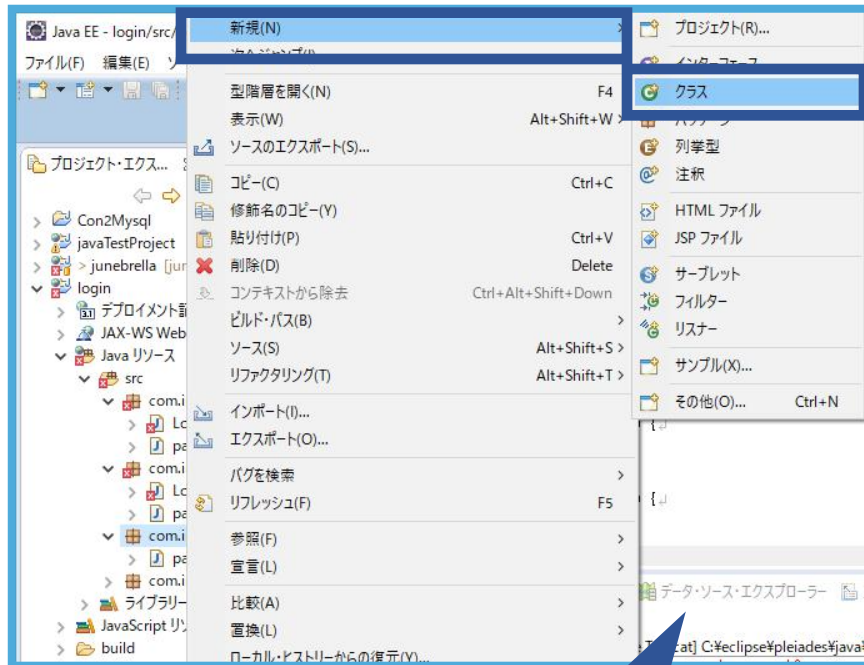 Java EE - login/src/
ファイル(F) 編集(E)
プロジェクト・エクス...
Con2Mysql
javaTestProject
> junebrella [jur
login
デプロイメント
JAX-WS Web
Java リソース
src
com.i
Lo
pa
com.i
Lo
pa
com.i
pa
com.i
ライブラリー
JavaScript リソ
build
新規(N)
型階層を開く(N) F4
表示(W) Alt+Shift+W >
ソースのエクスポート(S)...
コピー(C) Ctrl+C
修飾名のコピー(Y)
貼り付け(P) Ctrl+V
削除(D) Delete
コンテキストから除去 Ctrl+Alt+Shift+Down
ビルド・パス(B) >
ソース(S) Alt+Shift+S >
リファクタリング(T) Alt+Shift+T >
インポート(I)...
エクスポート(O)...
バグを検索 >
リフレッシュ(F) F5
参照(F) >
宣言(L) >
比較(A) >
置換(L) >
ローカル・ヒストリーからの復元(Y)...
プロジェクト(R)...
クラス
列挙型
注釈
HTML ファイル
JSP ファイル
サーブレット
フィルター
リスナー
サンプル(X)...
その他(O)... Ctrl+N
{
{
データ・ソース・エクスプローラー
cat] C:¥eclipse¥pleiades¥java¥